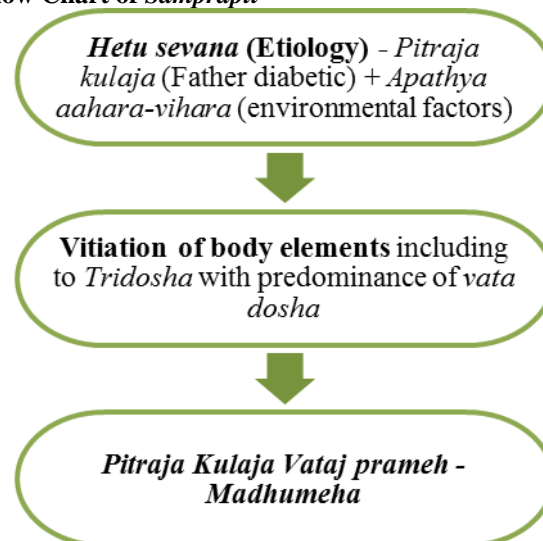 Chart of Samprapti
Hetu sevana (Etiology) - Pitraja
kulaja (Father diabetic) + Apathya
aahara-vihara (environmental factors)
Vitiation of body elements including
to Tridosha with predominance of vata
dosha
Pitraja Kulaja Vataj prameh -
Madhumeha